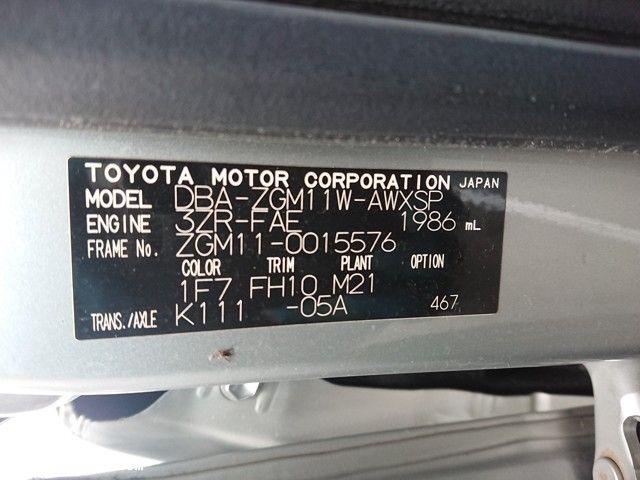 TOYOTA MOTOR CORPORATION JAPAN
MODEL DBA-ZGM11W-AWXSP
ENGINE 3ZR-FAE 1986 mL
FRAME No. ZGM11-0015576
COLOR TRIM PLANT OPTION
1F7 FH10 M21
TRANS./AXLE K111 -05A 467